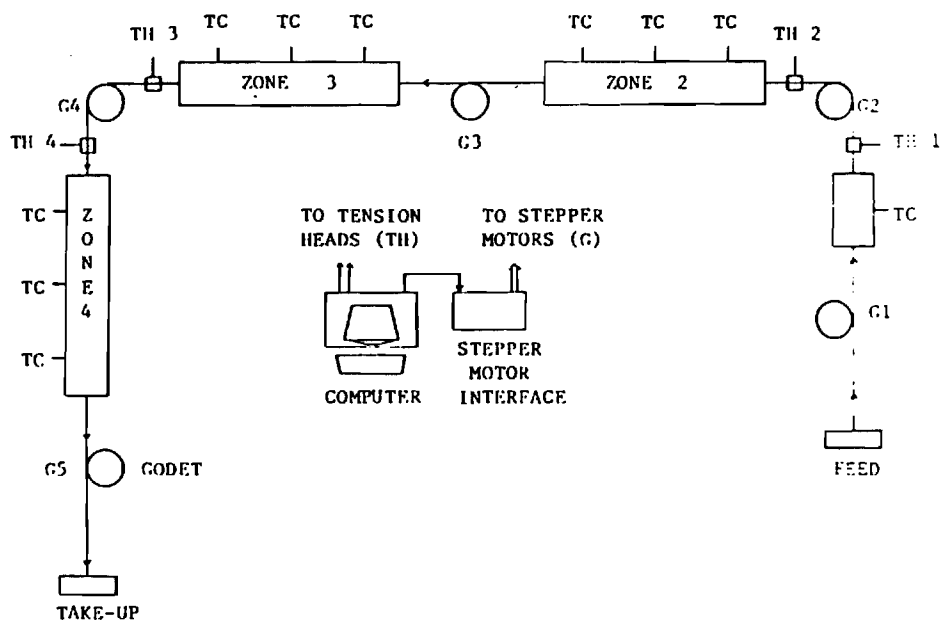 TC TC TC
TH 3
ZONE 3
G4
TH 4
TC TC TC
TH 2
ZONE 2
G2
G3
TH 1
TC
ZONE 4
TC
TC
TC
TO TENSION
HEADS (TH)
TO STEPPER
MOTORS (G)
G1
COMPUTER
STEPPER
MOTOR
INTERFACE
G5
GODET
FEED
TAKE-UP